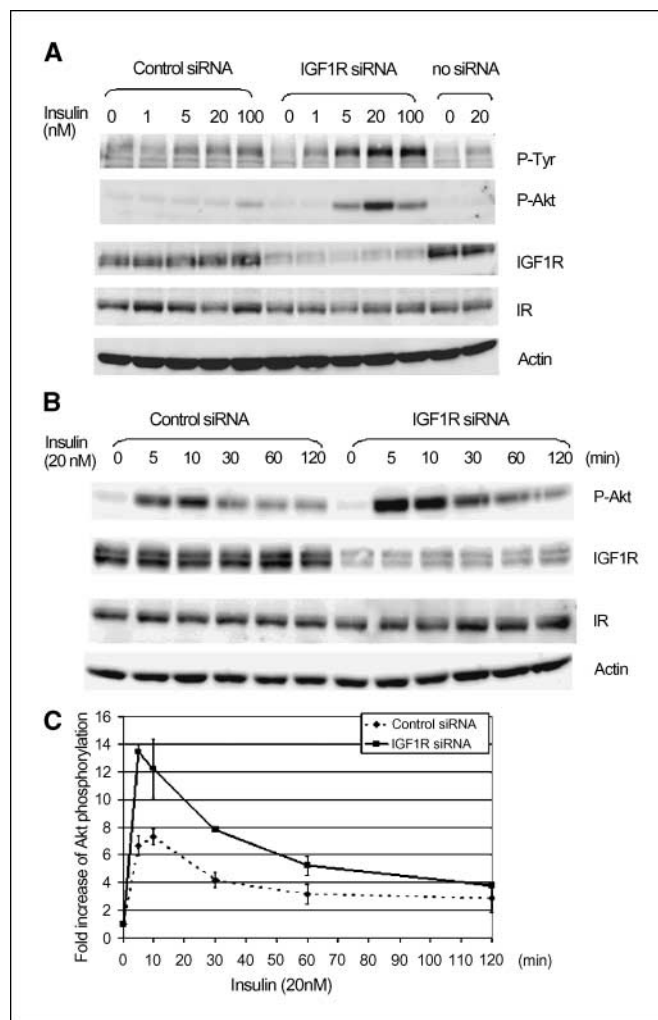 A
Control siRNA IGF1R siRNA no siRNA
Insulin (nM) 0 1 5 20 100 0 1 5 20 100 0 20
P-Tyr
P-Akt
IGF1R
IR
Actin
B
Control siRNA IGF1R siRNA
Insulin (20 nM) 0 5 10 30 60 120 0 5 10 30 60 120 (min)
P-Akt
IGF1R
IR
Actin
C
Fold increase of Akt phosphorylation
16
14
12
10
8
6
4
2
0
Control siRNA
IGF1R siRNA
0 10 20 30 40 50 60 70 80 90 100 110 120 (min)
Insulin (20nM)